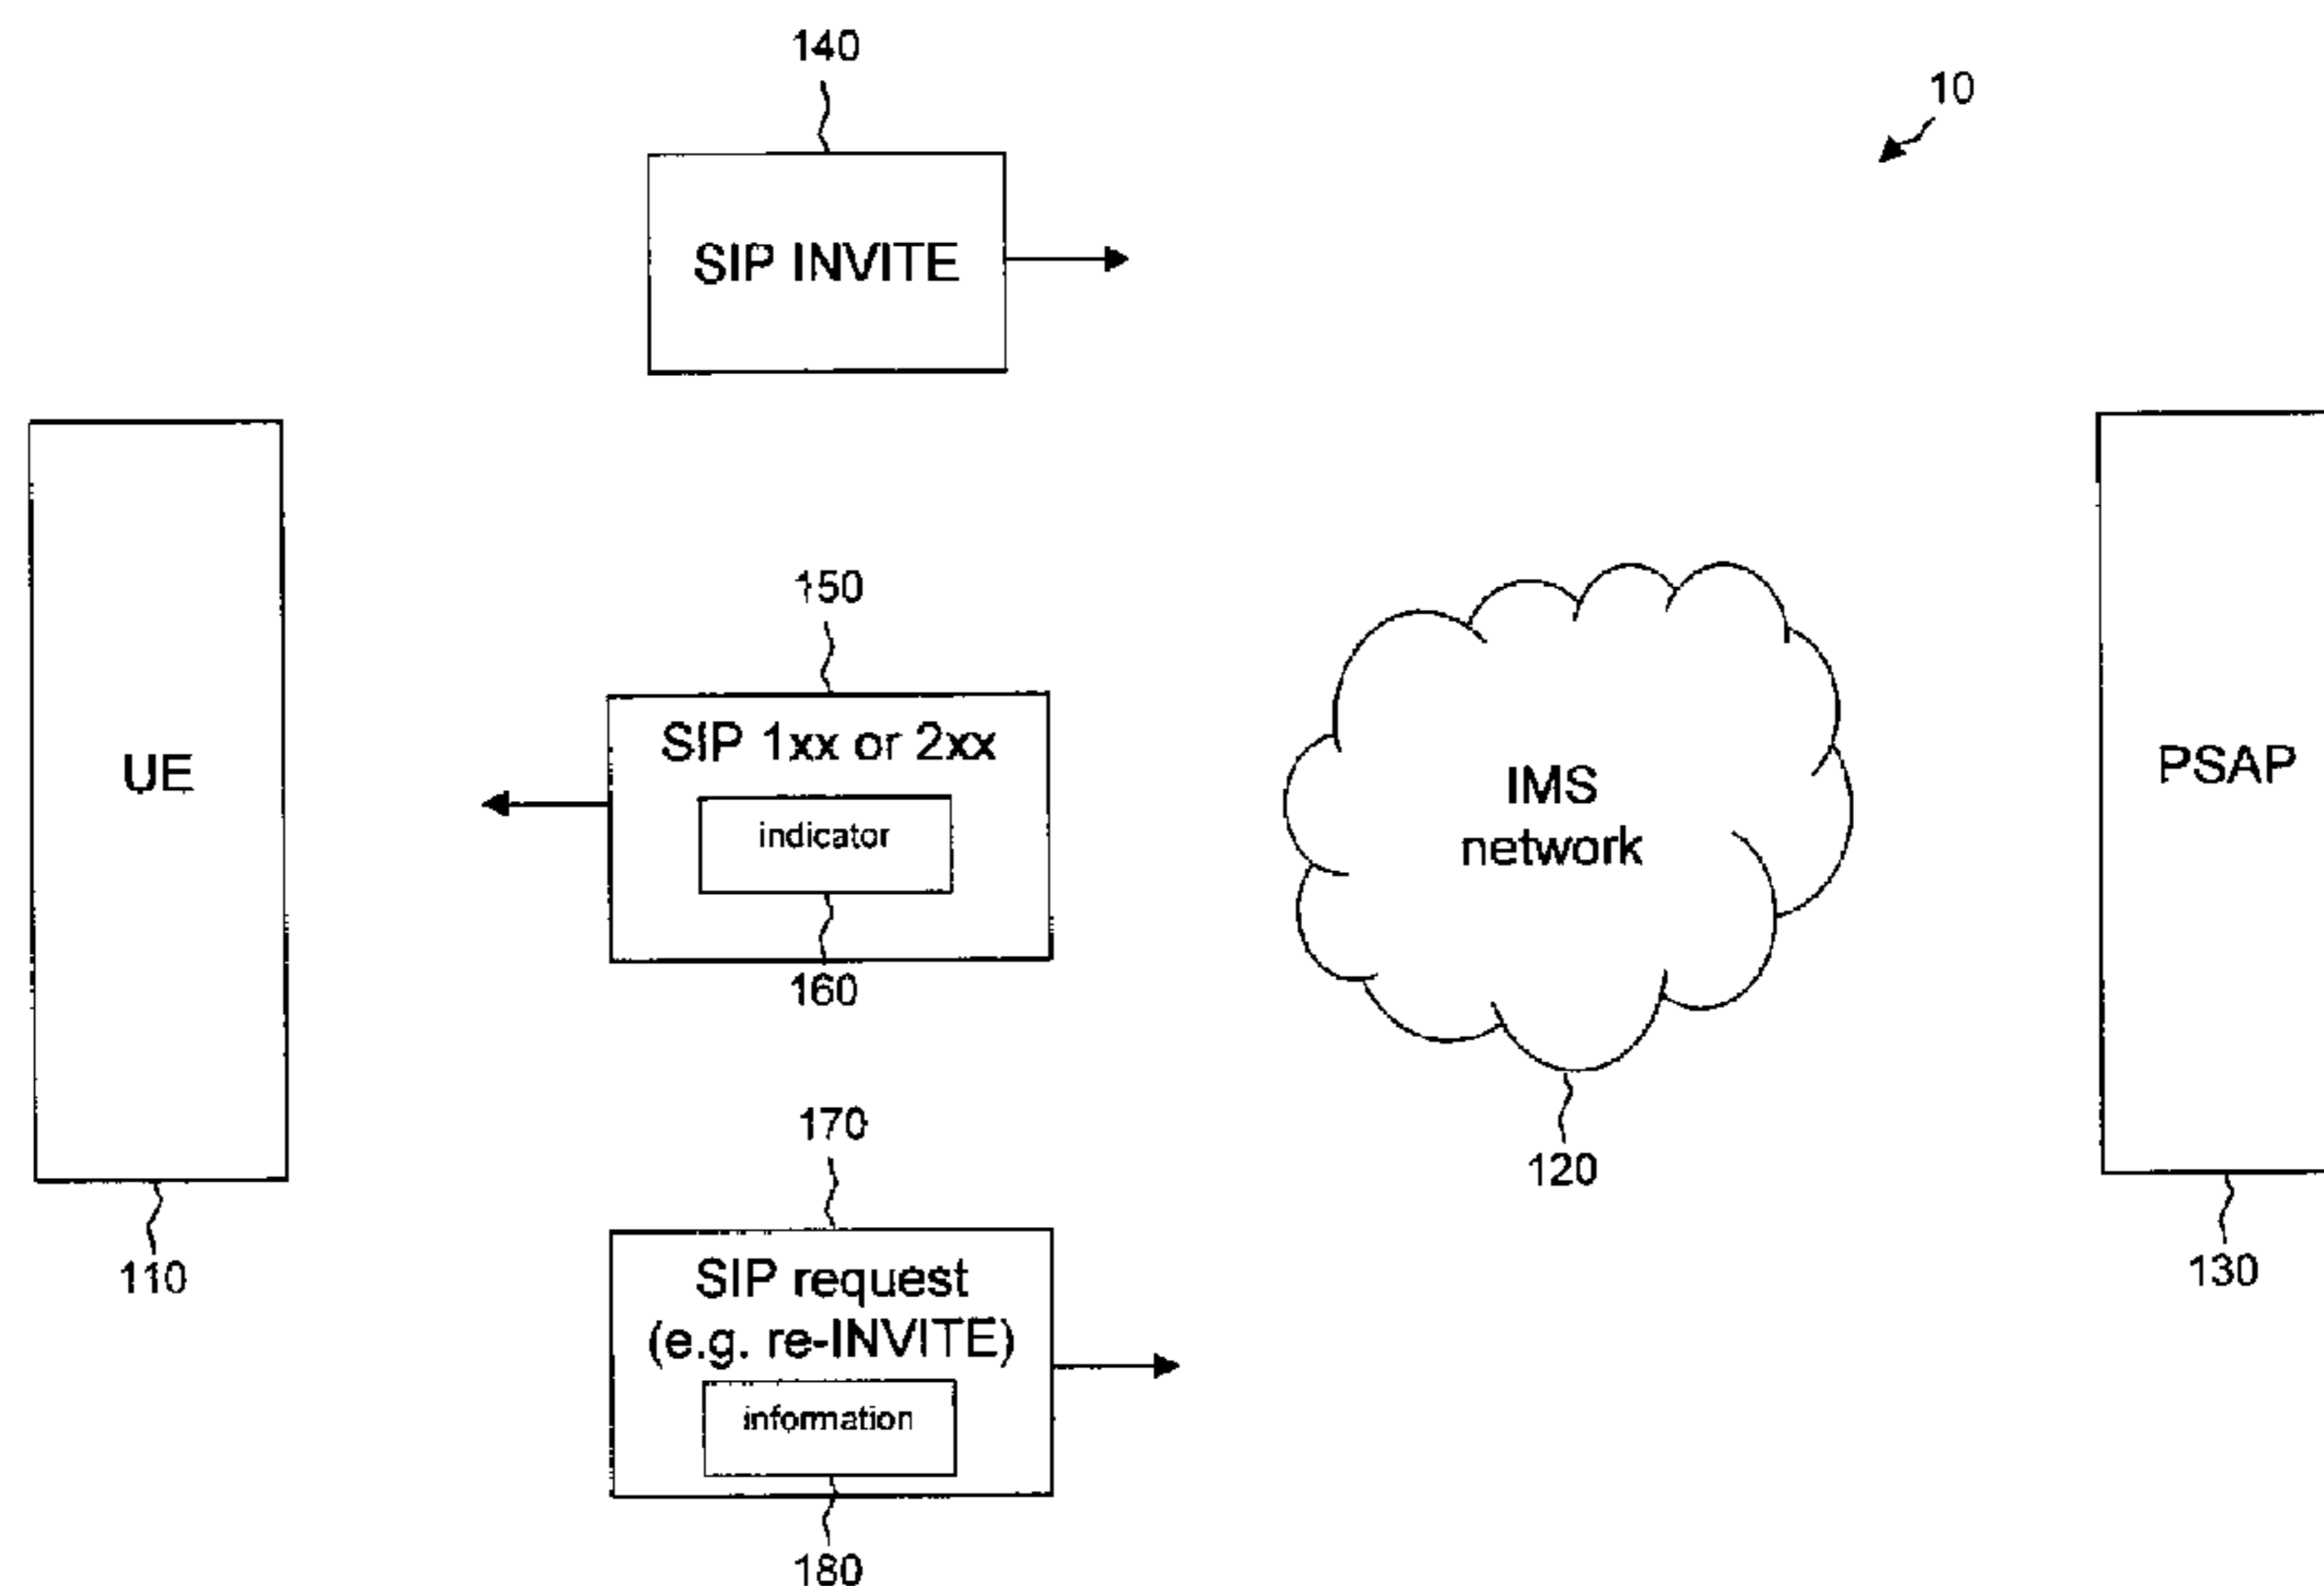 140
10
SIP INVITE
150
SIP 1xx or 2xx
indicator
160
UE
110
IMS
network
120
PSAP
130
170
SIP request
(e.g. re-INVITE)
information
180